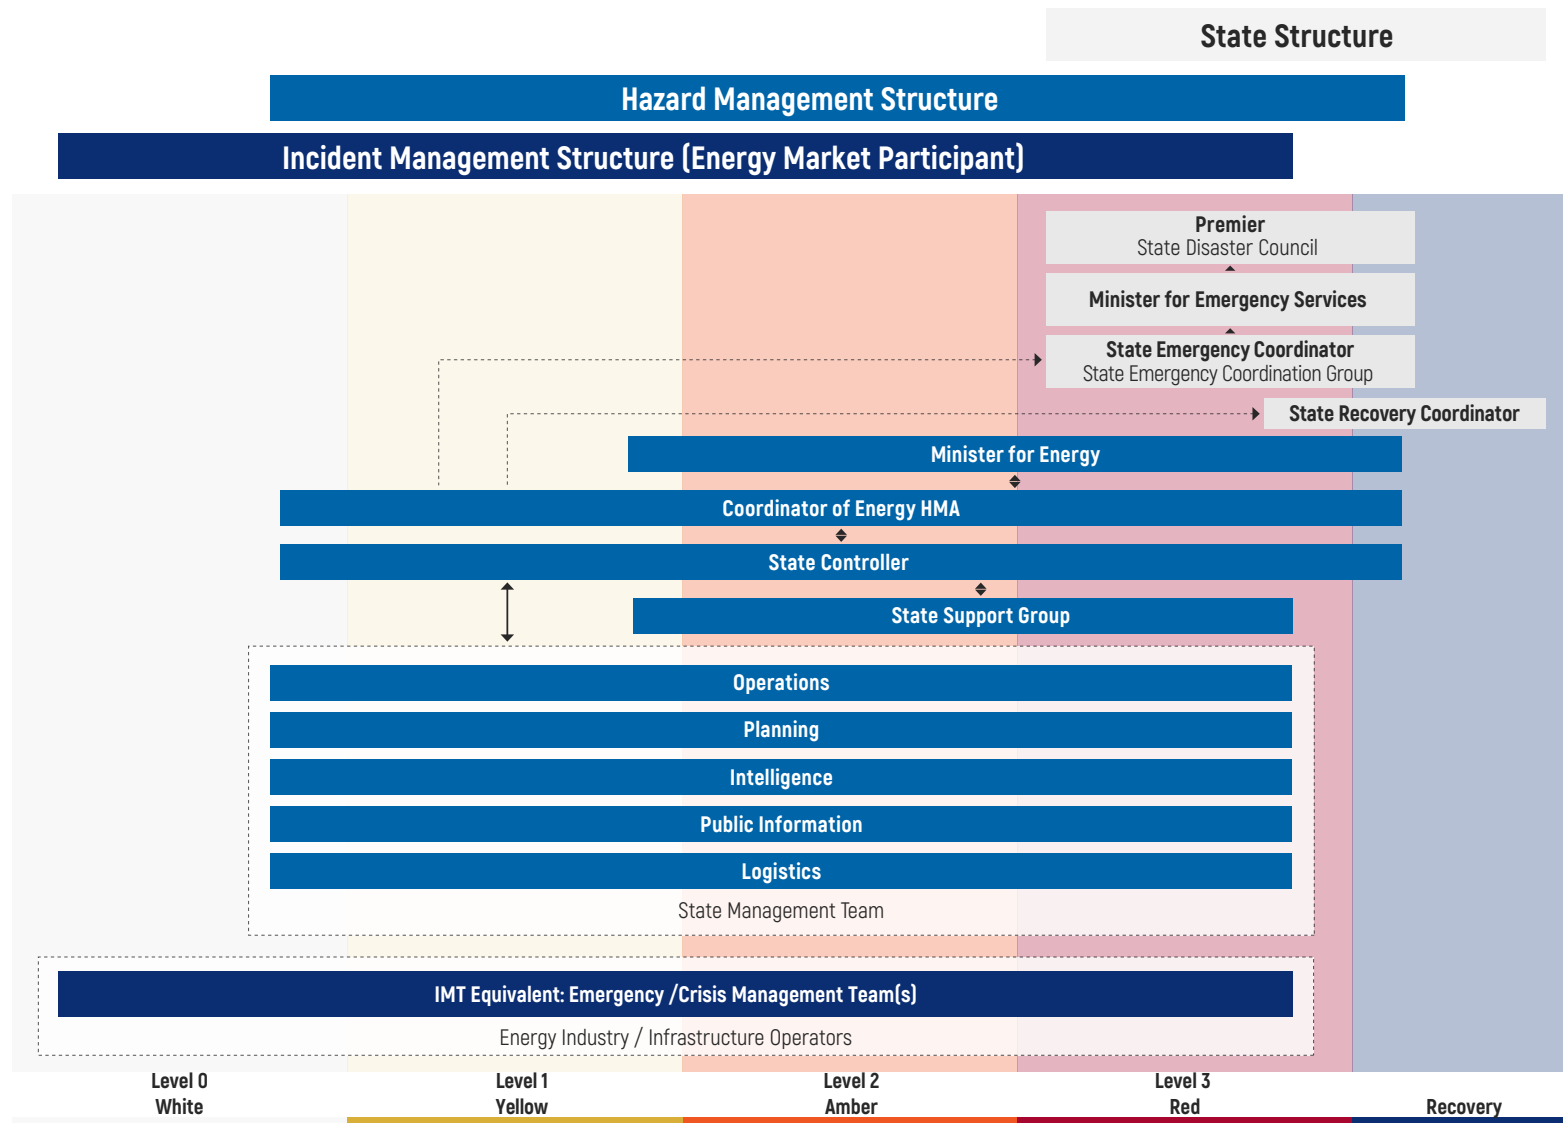 State Structure
Hazard Management Structure
Incident Management Structure (Energy Market Participant)
Premier
State Disaster Council
Minister for Emergency Services
State Emergency Coordinator
State Emergency Coordination Group
State Recovery Coordinator
Minister for Energy
Coordinator of Energy HMA
State Controller
State Support Group
Operations
Planning
Intelligence
Public Information
Logistics
State Management Team
IMT Equivalent: Emergency /Crisis Management Team(s)
Energy Industry / Infrastructure Operators
Level 0
White
Level 1
Yellow
Level 2
Amber
Level 3
Red
Recovery